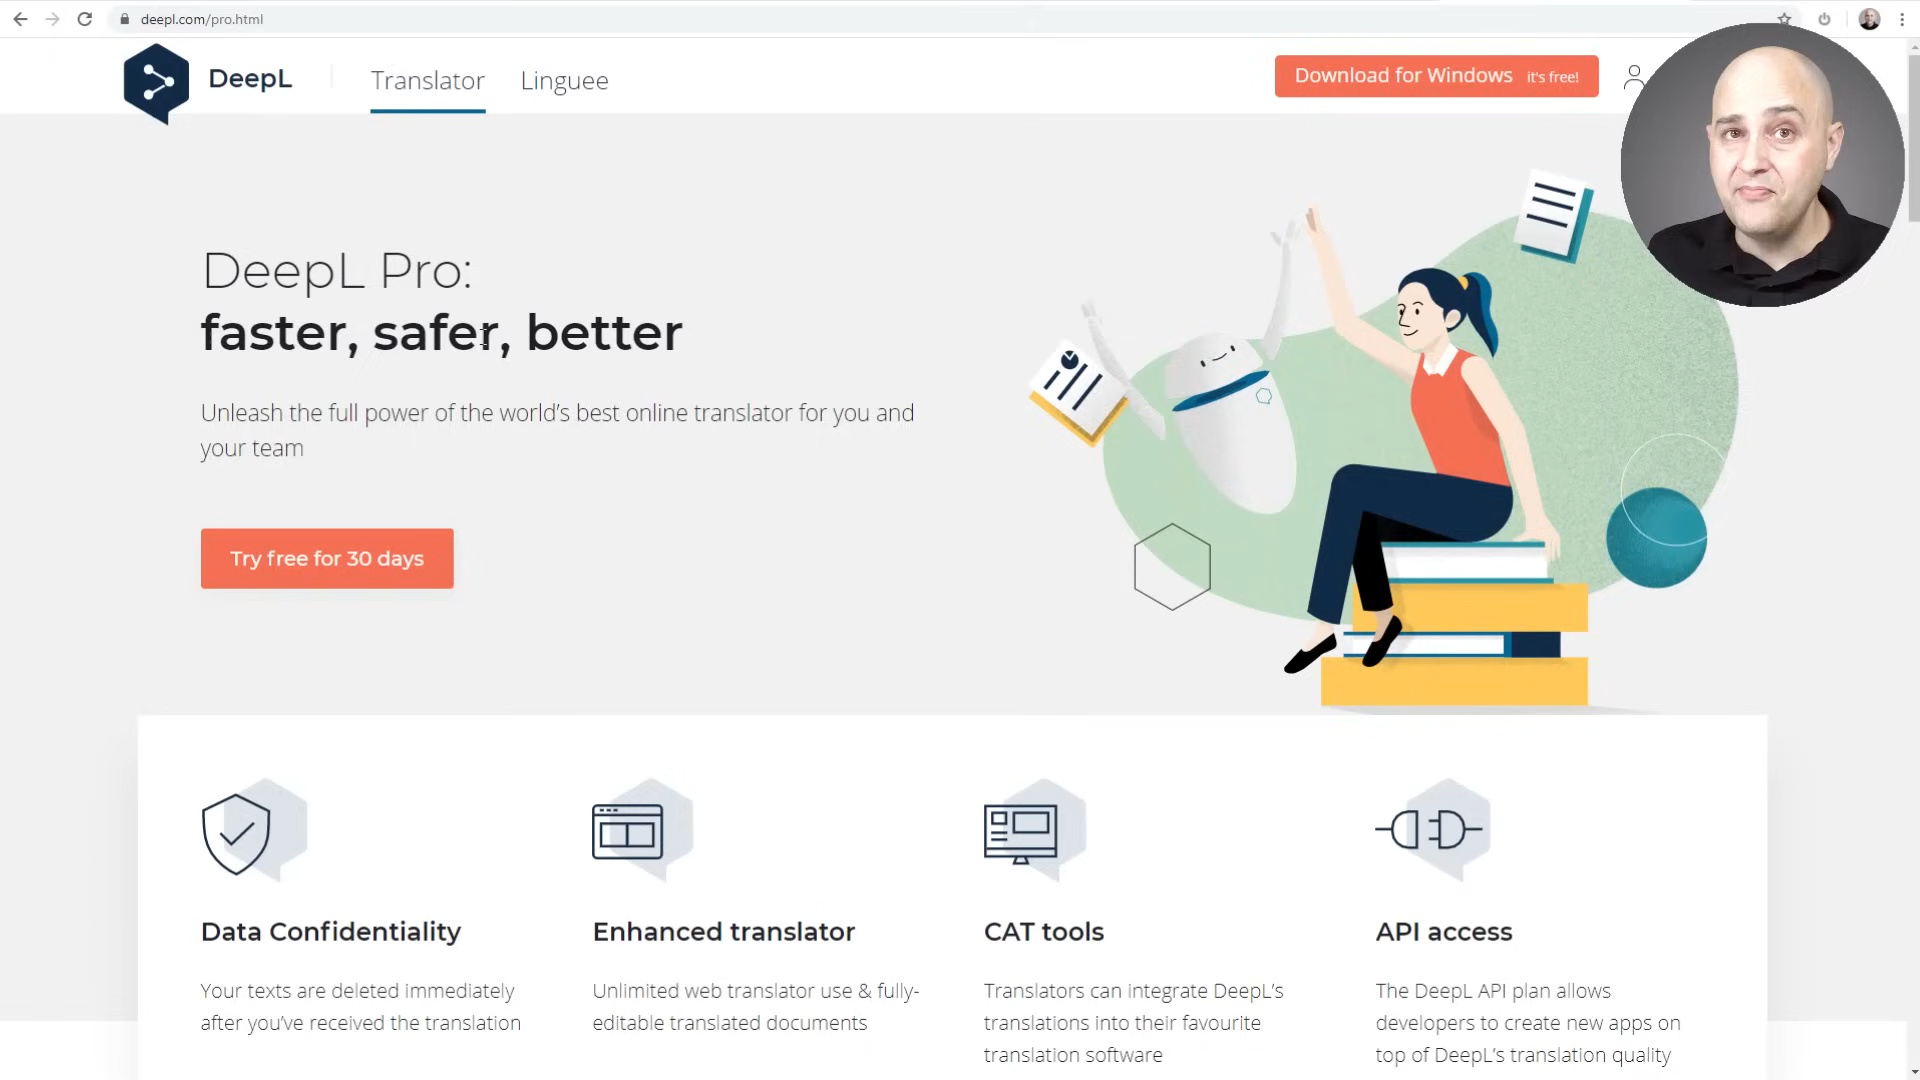 deepl.com/pro.html
DeepL
Translator
Linguee
Download for Windows it's free!
DeepL Pro:
faster, safer, better
Unleash the full power of the world's best online translator for you and
your team
Try free for 30 days
Data Confidentiality
Your texts are deleted immediately
after you've received the translation
Enhanced translator
Unlimited web translator use & fully-
editable translated documents
CAT tools
Translators can integrate DeepL's
translations into their favourite
translation software
API access
The DeepL API plan allows
developers to create new apps on
top of DeepL's translation quality